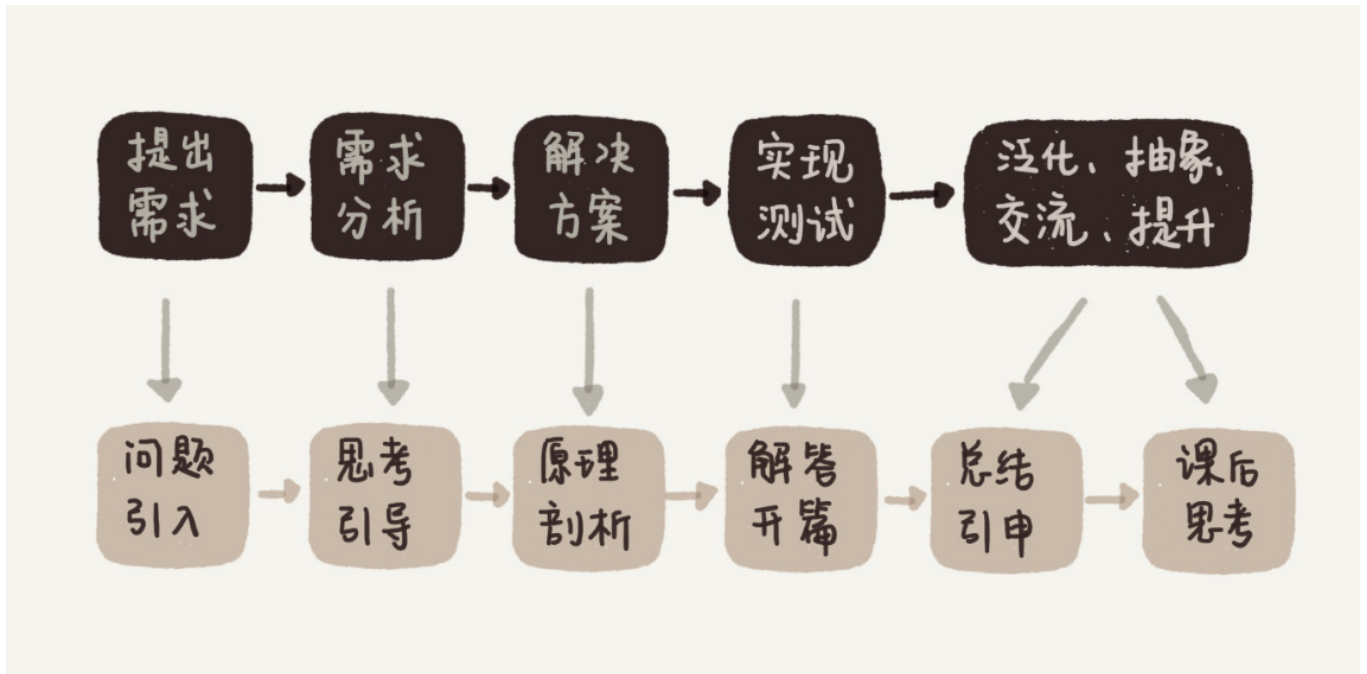 提出
需求
需求
分析
解决
方案
实现
测试
泛化、抽象、
交流、提升
问题
引入
思考
引导
原理
剖析
解答
开篇
总结
引申
课后
思考